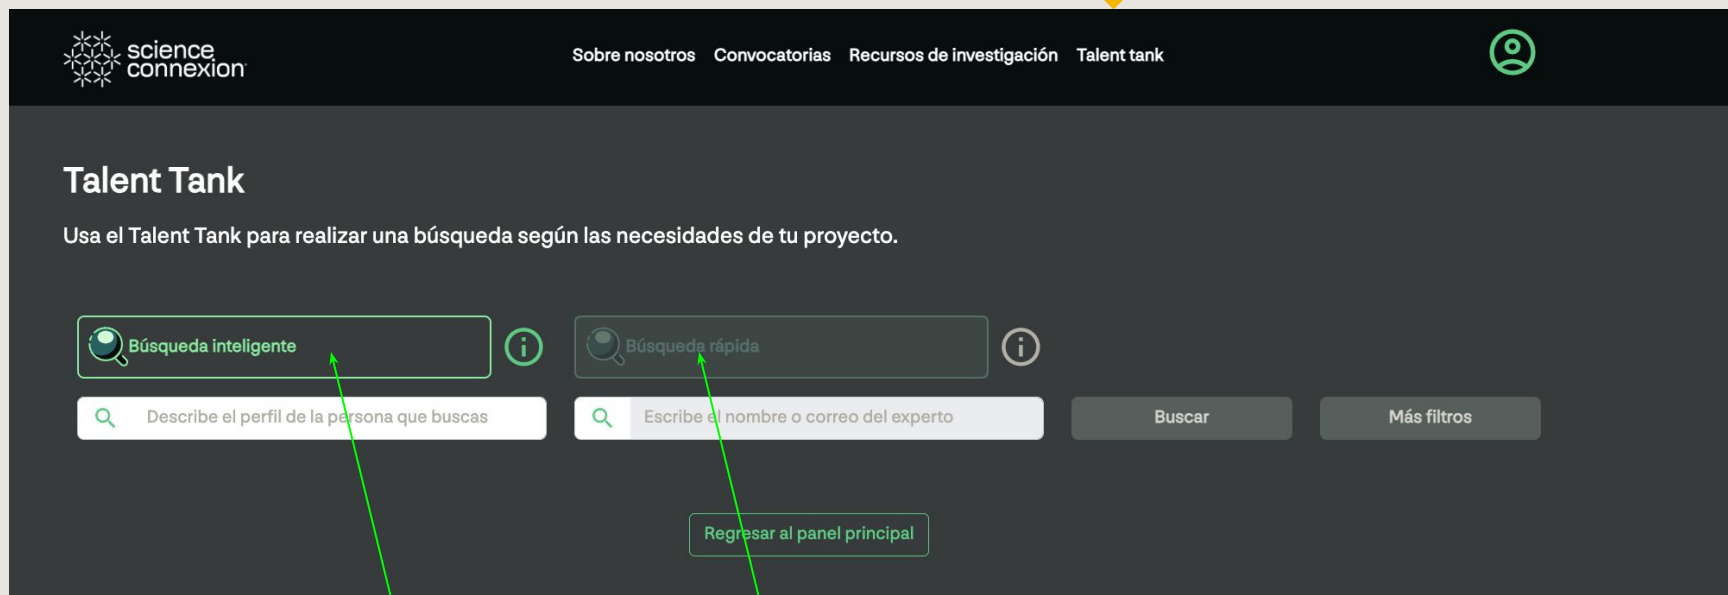 science
connexion
Sobre nosotros Convocatorias Recursos de investigación Talent tank
Talent Tank
Usa el Talent Tank para realizar una búsqueda según las necesidades de tu proyecto.
Búsqueda inteligente
Búsqueda rápida
Describe el perfil de la persona que buscas
Escribe el nombre o correo del experto
Buscar
Más filtros
Regresar al panel principal